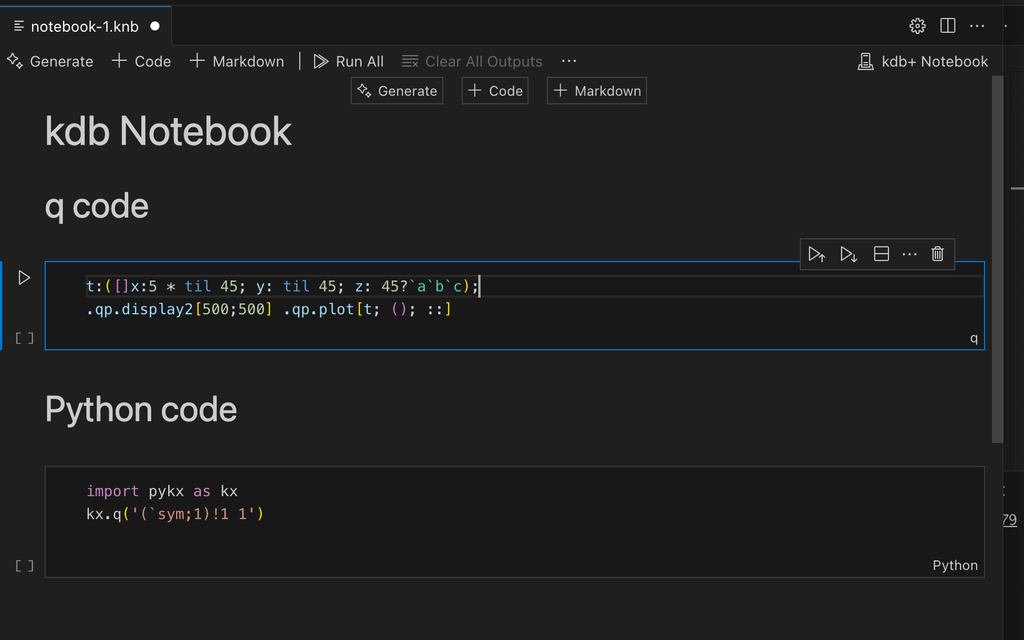 notebook-1.knb
Generate + Code + Markdown Run All Clear All Outputs ... kdb+ Notebook
Generate + Code + Markdown
kdb Notebook
q code
t:([]x:5 * til 45; y: til 45; z: 45?`a`b`c);
.qp.display2[500;500] .qp.plot[t; (); ::]
[ ]
q
Python code
import pykx as kx
kx.q('(`sym;1)!1 1')
79
[ ]
Python